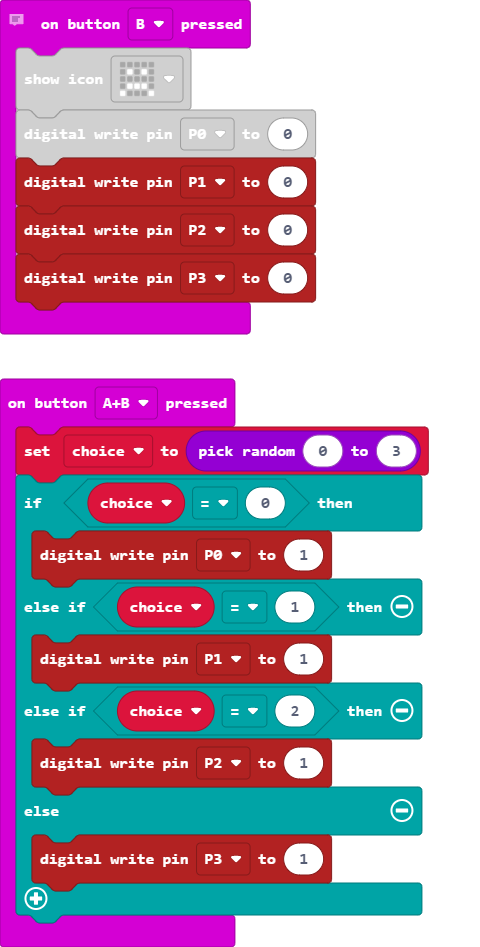 on button B pressed
show icon
digital write pin P0 to 0
digital write pin P1 to 0
digital write pin P2 to 0
digital write pin P3 to 0
on button A+B pressed
set choice to pick random 0 to 3
if choice = 0 then
digital write pin P0 to 1
else if choice = 1 then
digital write pin P1 to 1
else if choice = 2 then
digital write pin P2 to 1
else
digital write pin P3 to 1